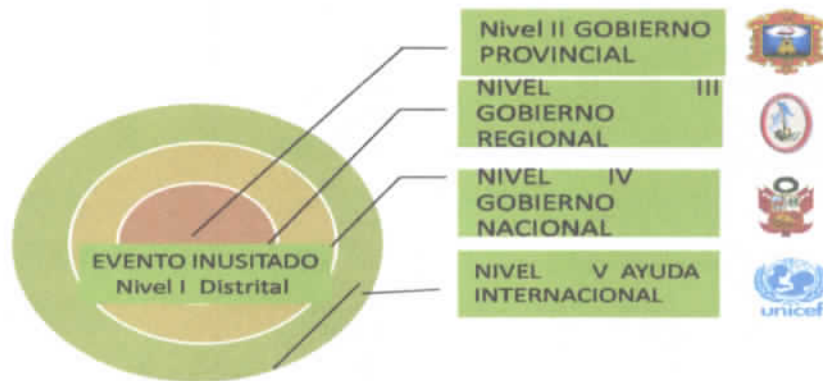 Nivel II GOBIERNO
PROVINCIAL
NIVEL III
GOBIERNO
REGIONAL
NIVEL IV
GOBIERNO
NACIONAL
EVENTO INUSITADO
Nivel I Distrital
NIVEL V AYUDA
INTERNACIONAL
unicef